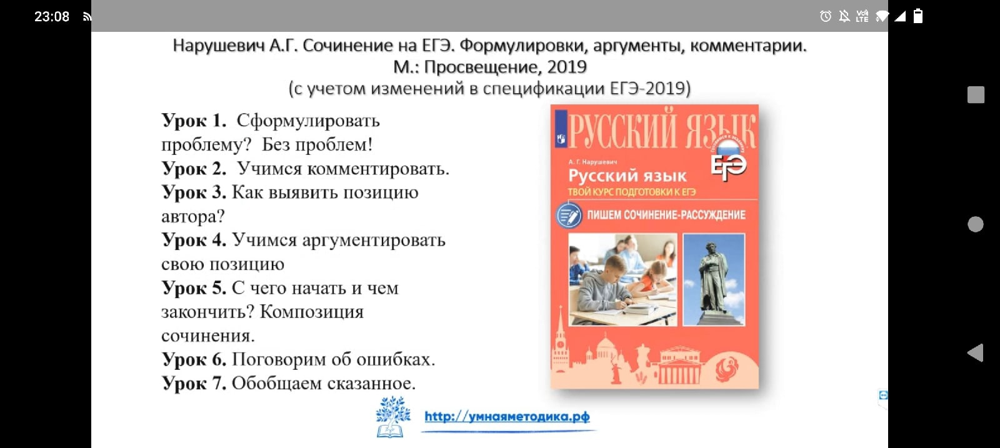 23:08
Vo)
LTE
Нарушевич А.Г. Сочинение на ЕГЭ. Формулировки, аргументы, комментарии.
М.: Просвещение, 2019
(с учетом изменений в спецификации ЕГЭ-2019)
Урок 1. Сформулировать
проблему? Без проблем!
Урок 2. Учимся комментировать.
Урок 3. Как выявить позицию
автора?
Урок 4. Учимся аргументировать
свою позицию
Урок 5. С чего начать и чем
закончить? Композиция
сочинения.
Урок 6. Поговорим об ошибках.
Урок 7. Обобщаем сказанное.
РУССКИЙ ЯЗЫК
ЕГЭ
А. Г. Нарушевич
Русский язык
ТВОЙ КУРС ПОДГОТОВКИ К ЕГЭ
ПИШЕМ СОЧИНЕНИЕ-РАССУЖДЕНИЕ
http://умнаяметодика.рф